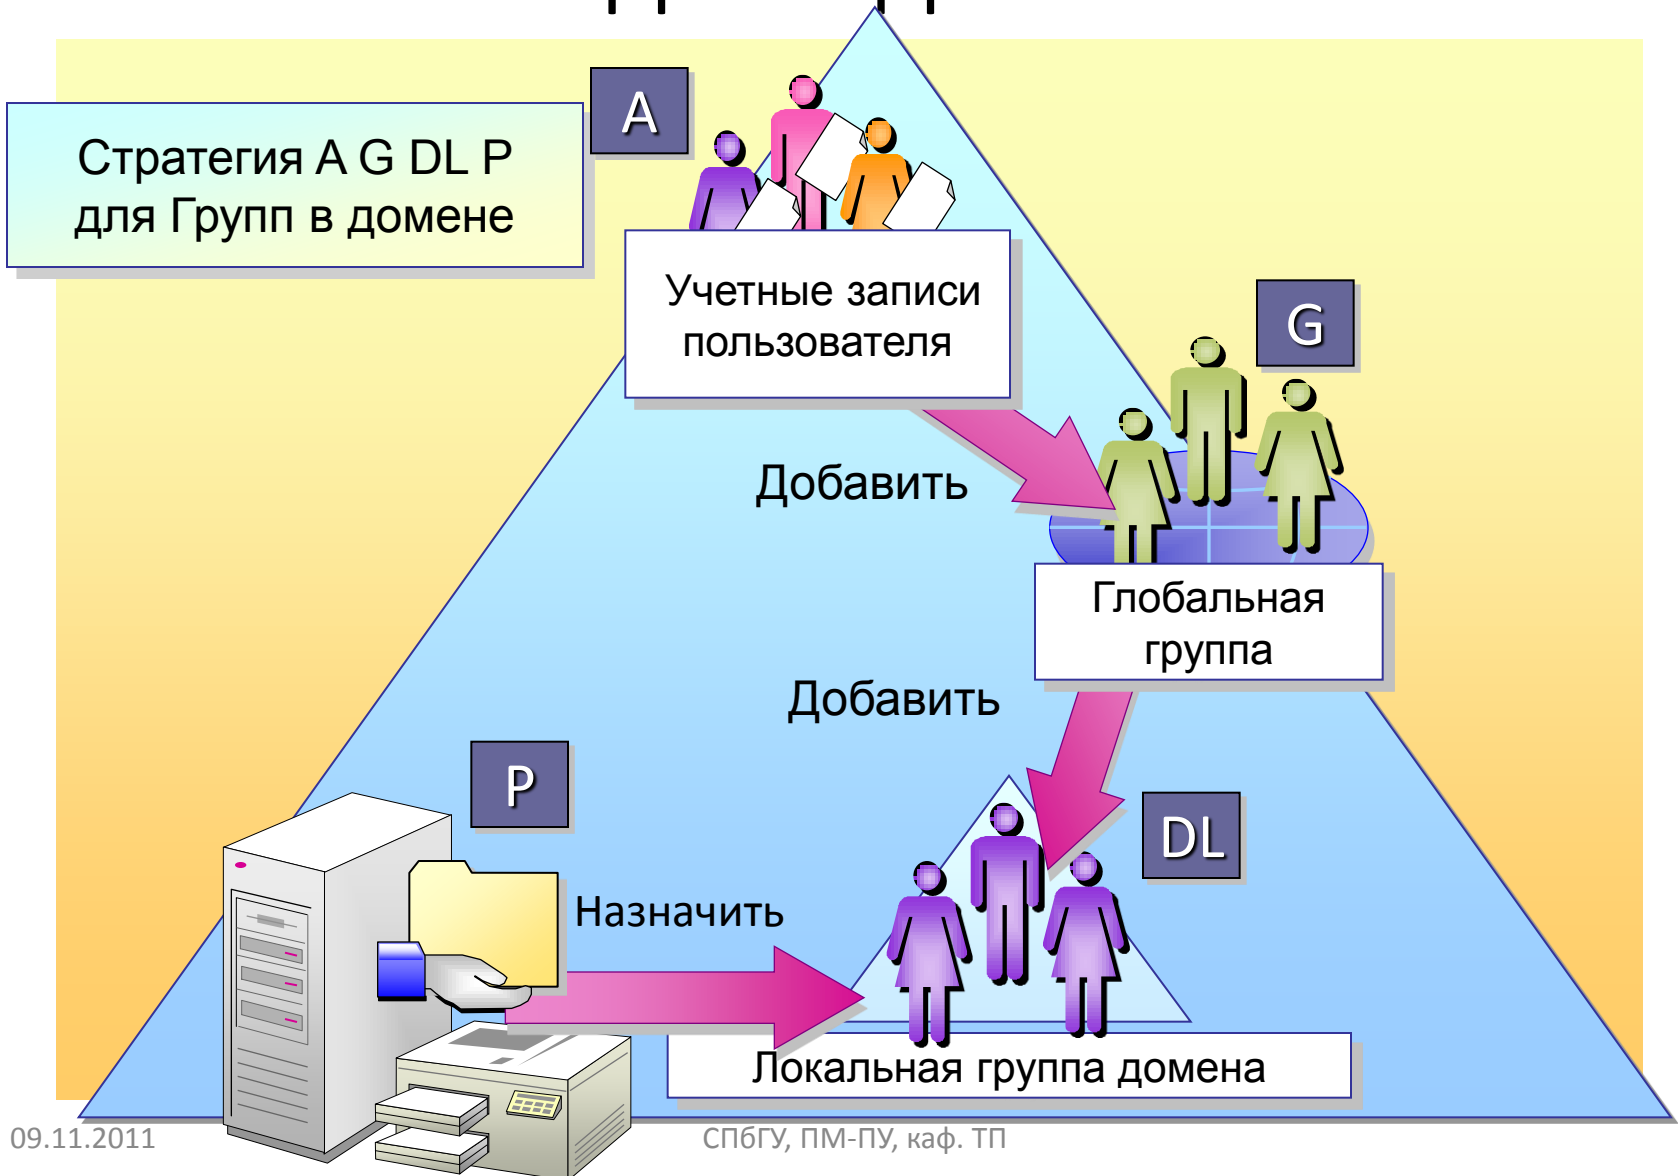 Стратегия A G DL P
для Групп в домене
A
Учетные записи
пользователя
G
Добавить
Глобальная
группа
Добавить
P
DL
Назначить
Локальная группа домена
09.11.2011
СПбГУ, ПМ-ПУ, каф. ТП